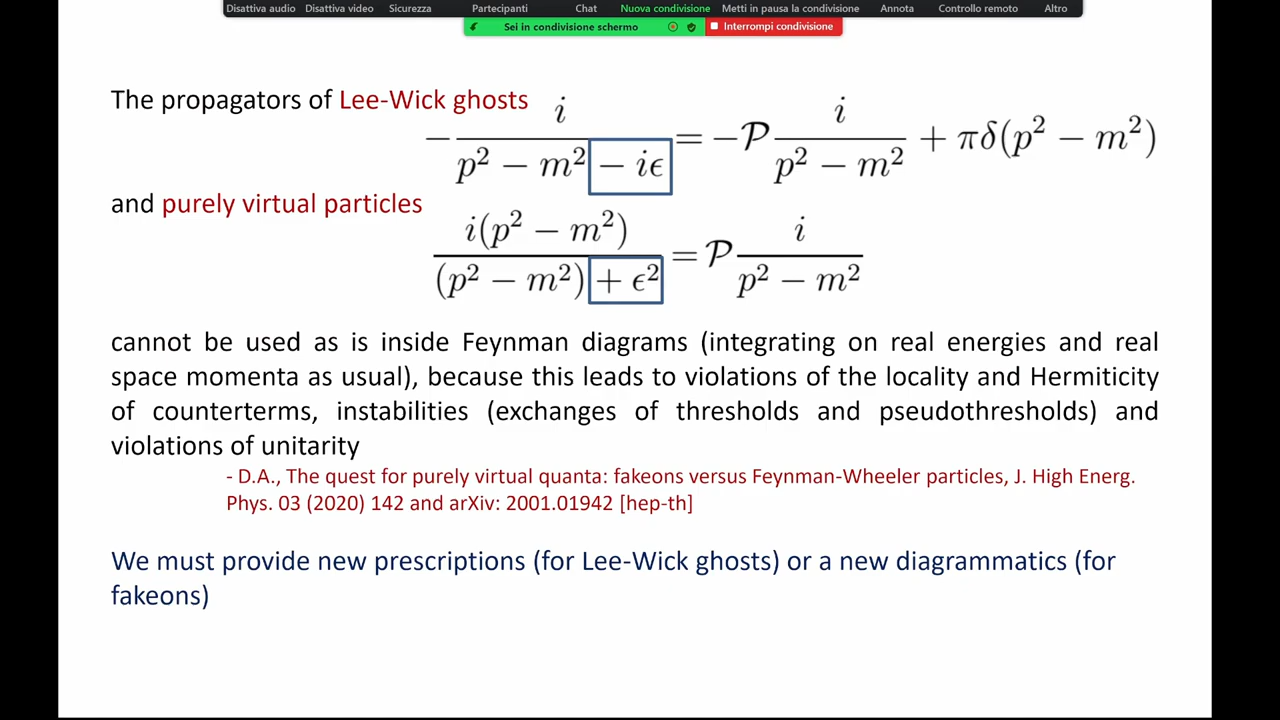 Disattiva audio Disattiva video Sicurezza Partecipanti Chat Nuova condivisione Metti in pausa la condivisione Annota Controllo remoto Altro
Sei in condivisione schermo Interrompi condivisione
The propagators of Lee-Wick ghosts
− i / (p² − m² − iϵ) = −𝒫 i / (p² − m²) + πδ(p² − m²)
and purely virtual particles
i(p² − m²) / ((p² − m²) + ϵ²) = 𝒫 i / (p² − m²)
cannot be used as is inside Feynman diagrams (integrating on real energies and real
space momenta as usual), because this leads to violations of the locality and Hermiticity
of counterterms, instabilities (exchanges of thresholds and pseudothresholds) and
violations of unitarity
- D.A., The quest for purely virtual quanta: fakeons versus Feynman-Wheeler particles, J. High Energ.
Phys. 03 (2020) 142 and arXiv: 2001.01942 [hep-th]
We must provide new prescriptions (for Lee-Wick ghosts) or a new diagrammatics (for
fakeons)